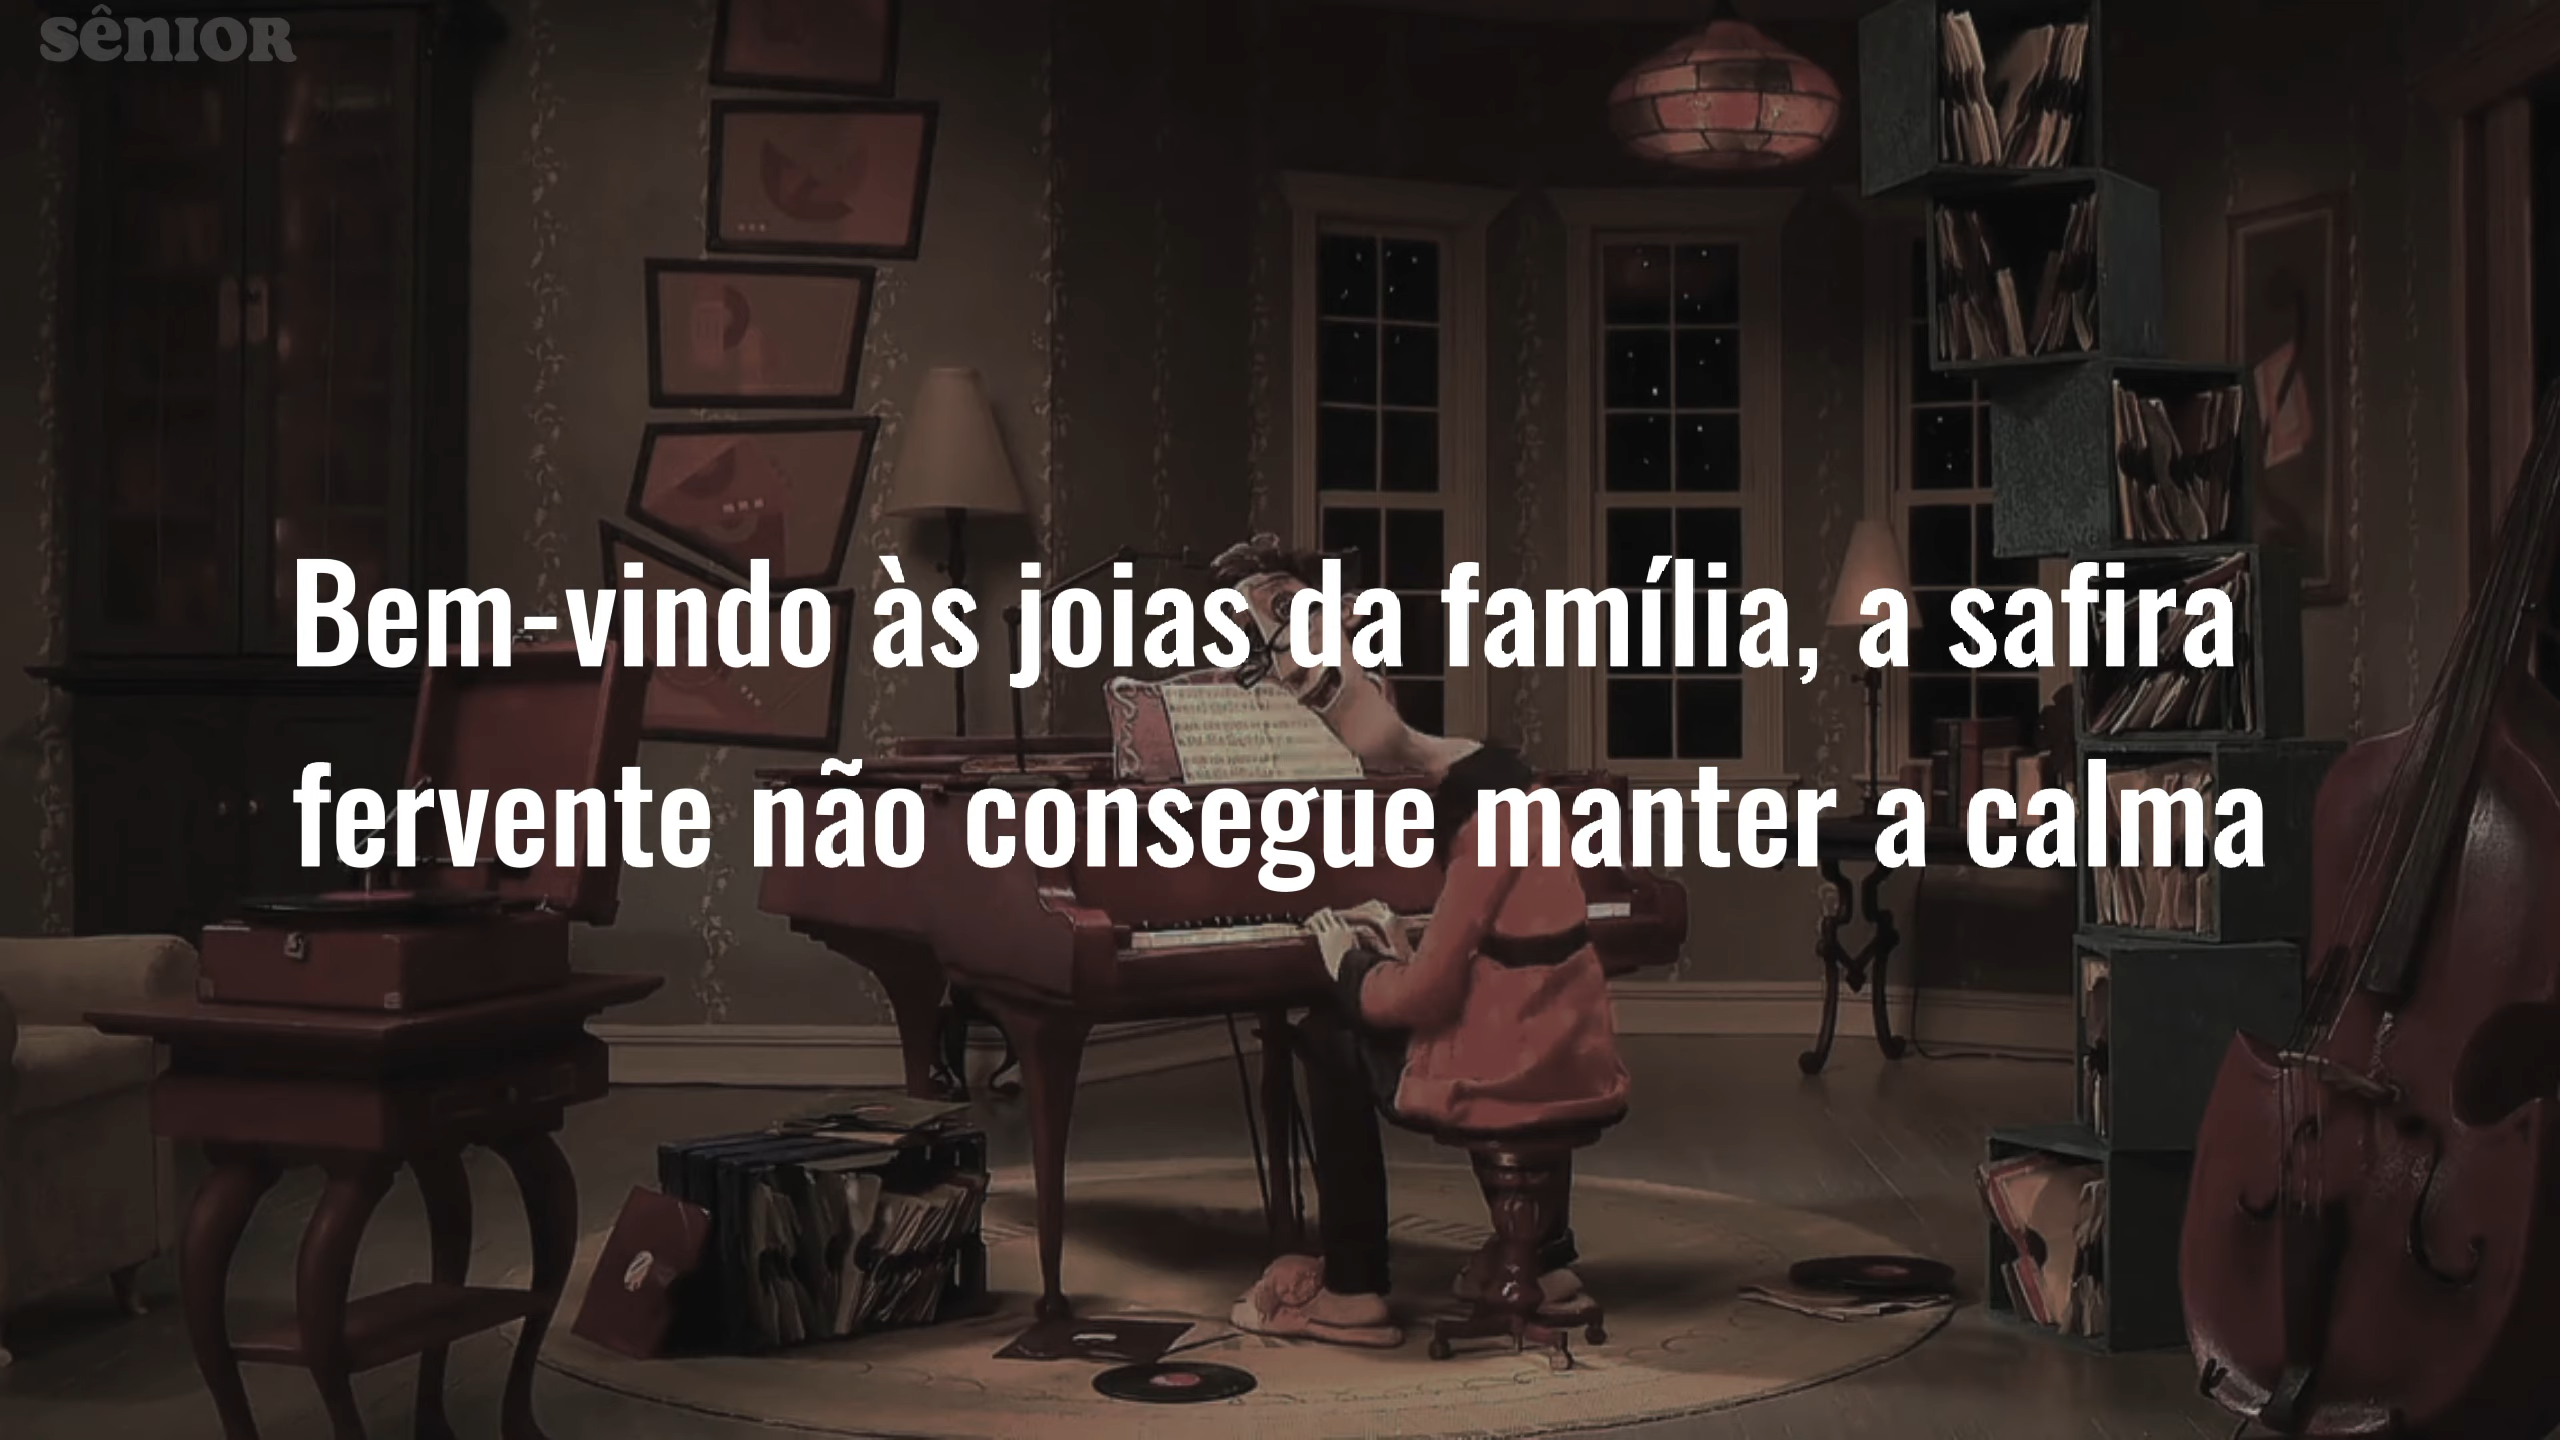 sênior
Bem-vindo às joias da família, a safira
fervente não consegue manter a calma